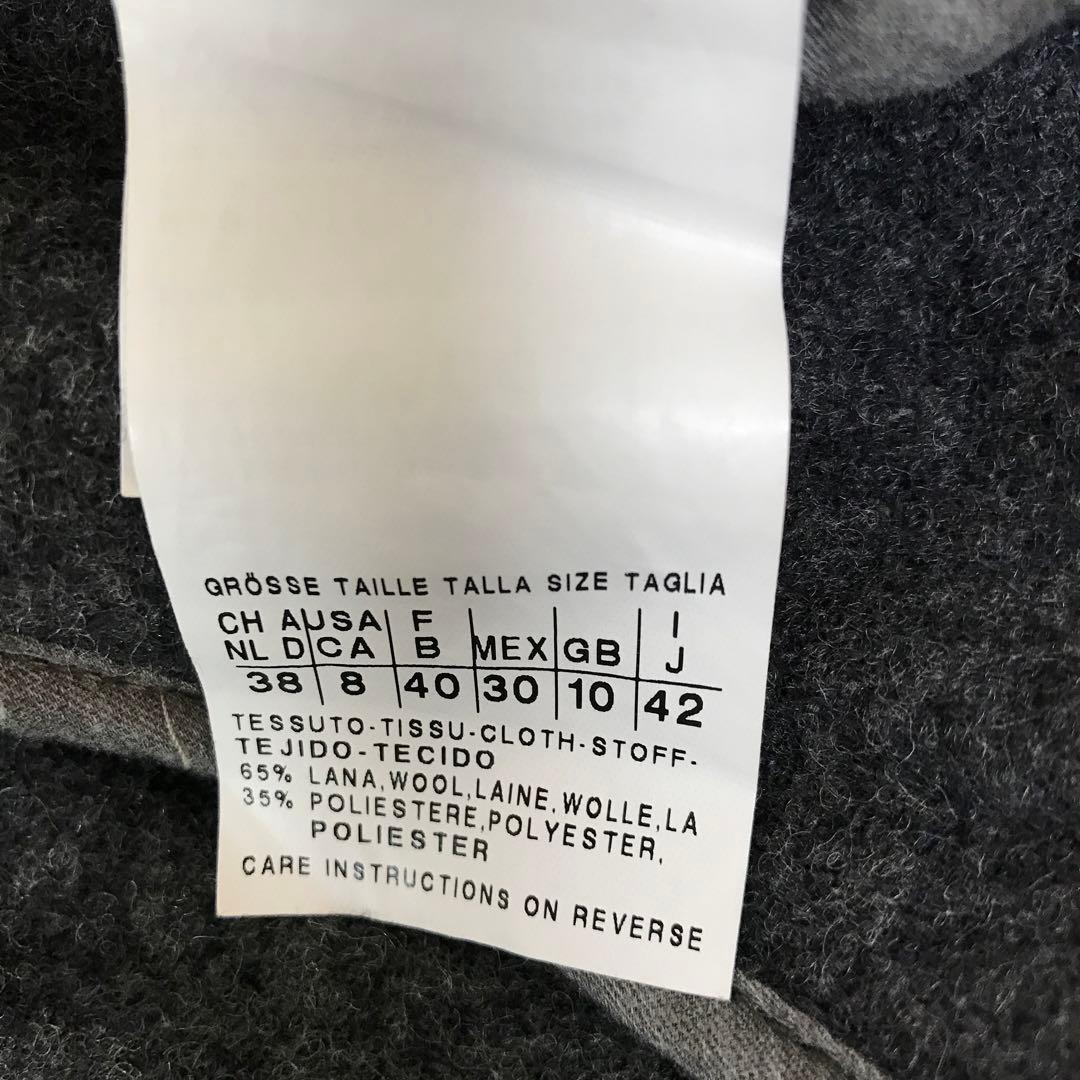 GRÖSSE TAILLE TALLA SIZE TAGLIA
CH A USA F I
NL D CA B MEX GB J
38 8 40 30 10 42
TESSUTO-TISSU-CLOTH-STOFF-
TEJIDO-TECIDO
65% LANA,WOOL,LAINE,WOLLE,LA
35% POLIESTERE,POLYESTER,
POLIESTER
CARE INSTRUCTIONS ON REVERSE